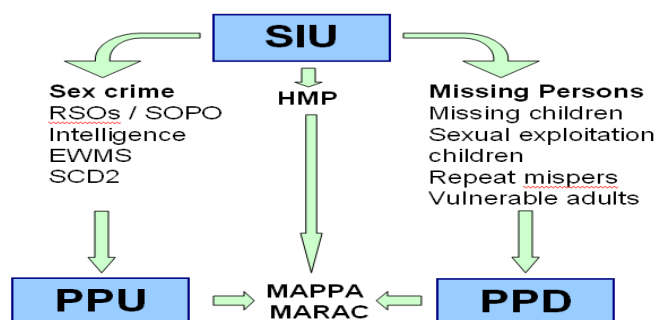 SIU
Sex crime
RSOs / SOPO
Intelligence
EWMS
SCD2
HMP
Missing Persons
Missing children
Sexual exploitation
children
Repeat mispers
Vulnerable adults
PPU
MAPPA
MARAC
PPD